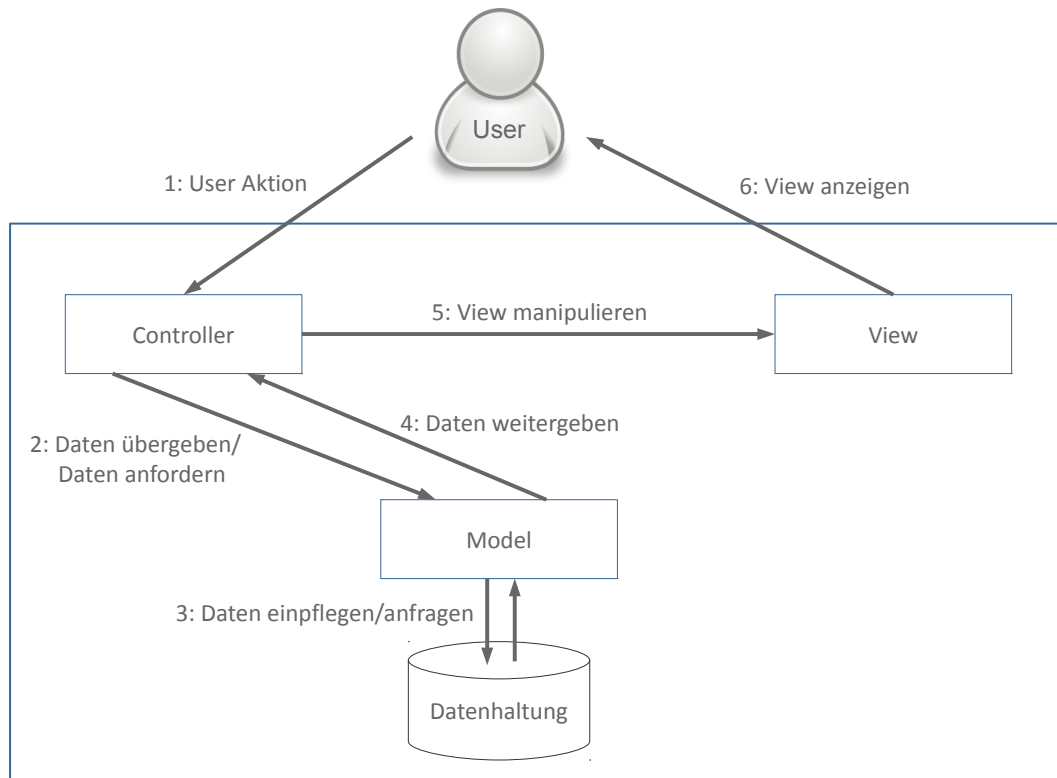 User
1: User Aktion
6: View anzeigen
5: View manipulieren
Controller
View
4: Daten weitergeben
2: Daten übergeben/
Daten anfordern
Model
3: Daten einpflegen/anfragen
Datenhaltung